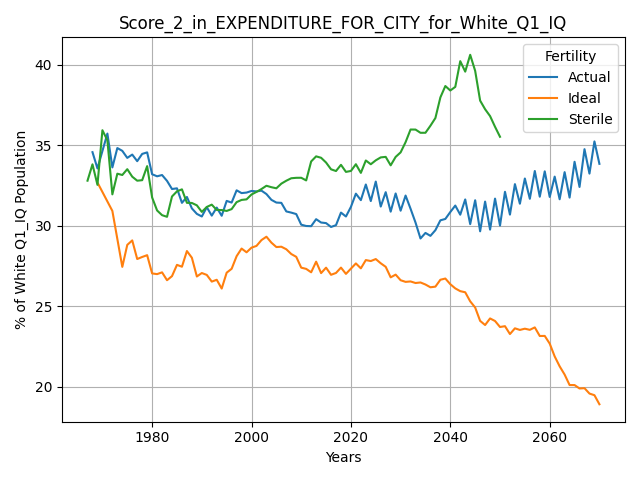 Score_2_in_EXPENDITURE_FOR_CITY_for_White_Q1_IQ
% of White Q1_IQ Population
40
35
30
25
20
Fertility
Actual
Ideal
Sterile
1980
2000
2020
2040
2060
Years